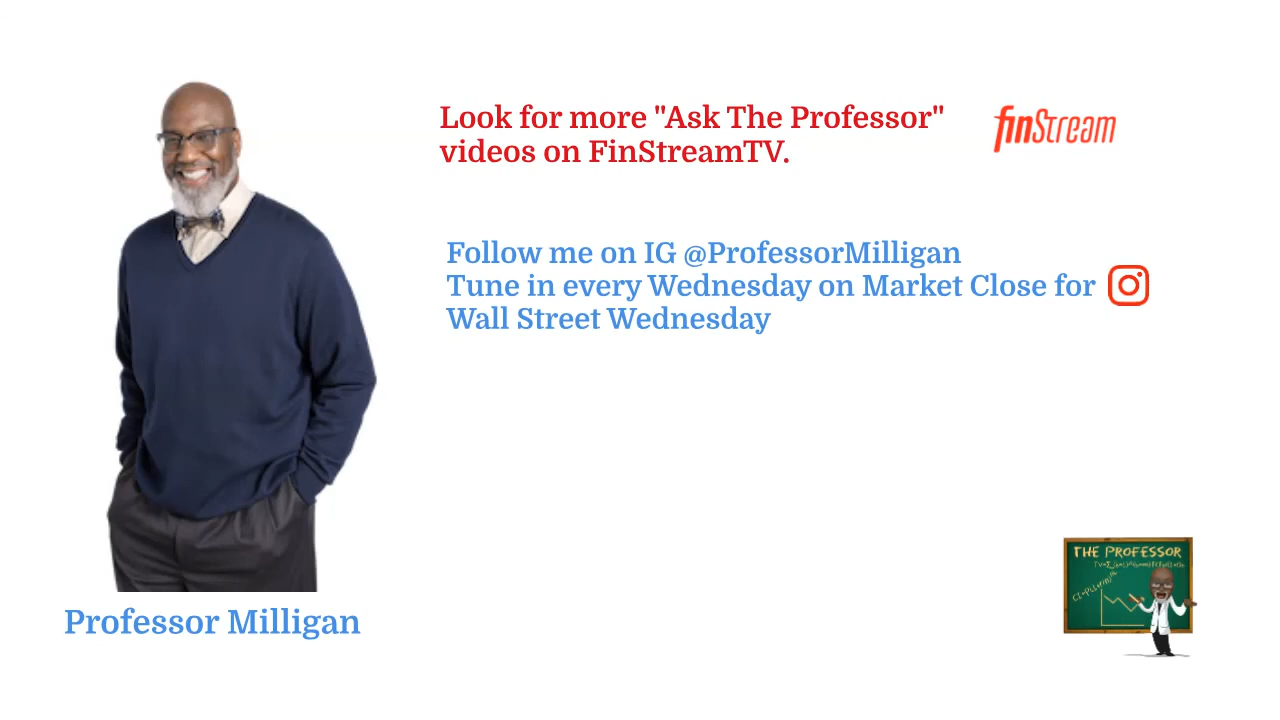 Look for more "Ask The Professor"
videos on FinStreamTV.
finStream
Follow me on IG @ProfessorMilligan
Tune in every Wednesday on Market Close for
Wall Street Wednesday
Professor Milligan
THE PROFESSOR